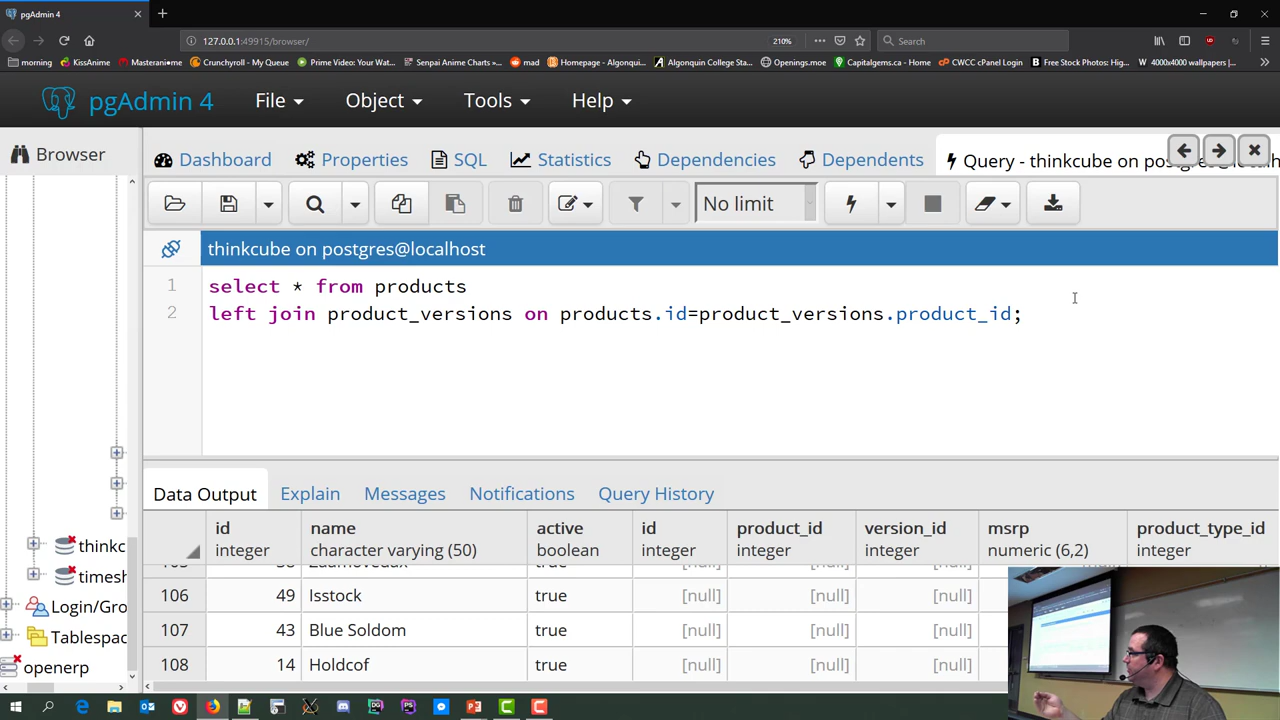 pgAdmin 4
127.0.0.1:49915/browser/
210%
Search
morning
KissAnime
Masterani•me
Crunchyroll - My Queue
Prime Video: Your Wat...
Senpai Anime Charts -...
mad
Homepage - Algonqui...
Algonquin College Sta...
Openings.moe
Capitalgems.ca - Home
CWCC cPanel Login
Free Stock Photos: Hig...
4000x4000 wallpapers |...
pgAdmin 4
File
Object
Tools
Help
Browser
Dashboard
Properties
SQL
Statistics
Dependencies
Dependents
Query - thinkcube on postgres@localh
No limit
thinkcube on postgres@localhost
1 select * from products
2 left join product_versions on products.id=product_versions.product_id;
Data Output
Explain
Messages
Notifications
Query History
id integer
name character varying (50)
active boolean
id integer
product_id integer
version_id integer
msrp numeric (6,2)
product_type_id integer
106 49 Isstock true [null] [null] [null]
107 43 Blue Soldom true [null] [null] [null]
108 14 Holdcof true [null] [null] [null]
thinkc
timesh
Login/Gro
Tablespac
openerp